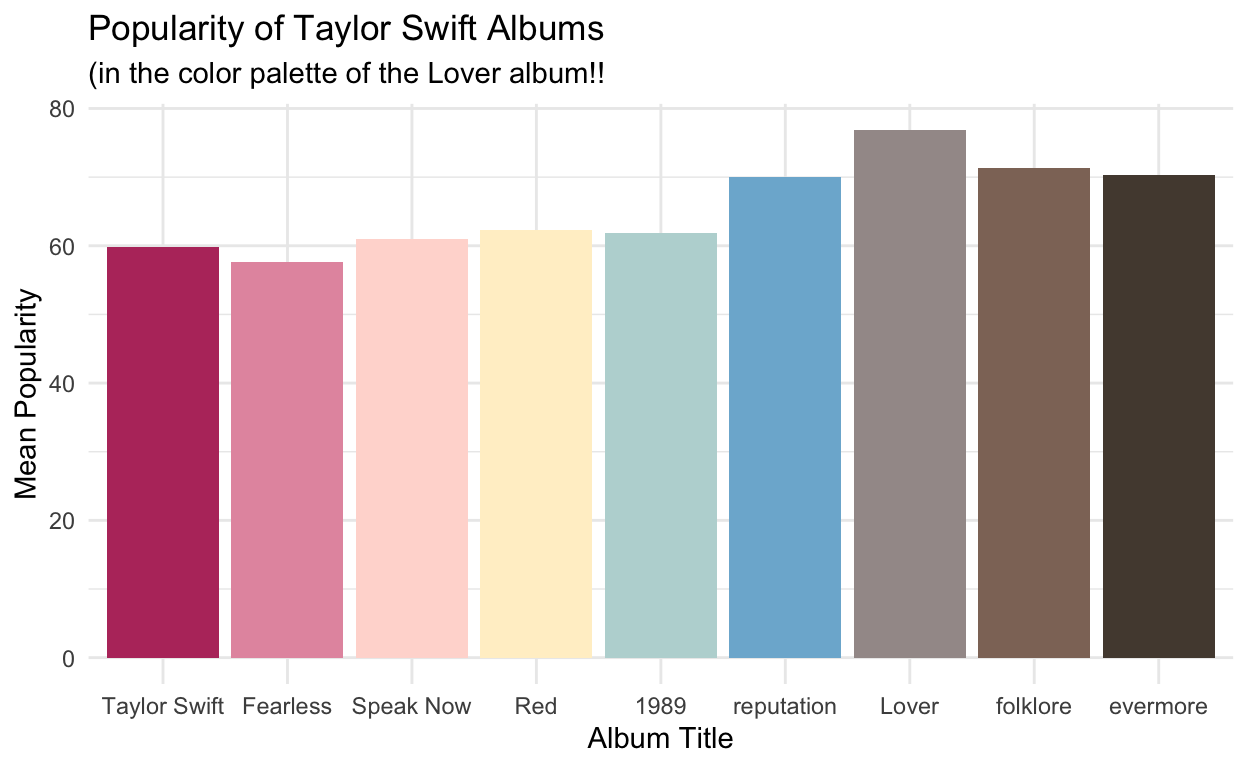 Popularity of Taylor Swift Albums
(in the color palette of the Lover album!!
80
60
40
20
0
Mean Popularity
Taylor Swift Fearless Speak Now Red 1989 reputation Lover folklore evermore
Album Title